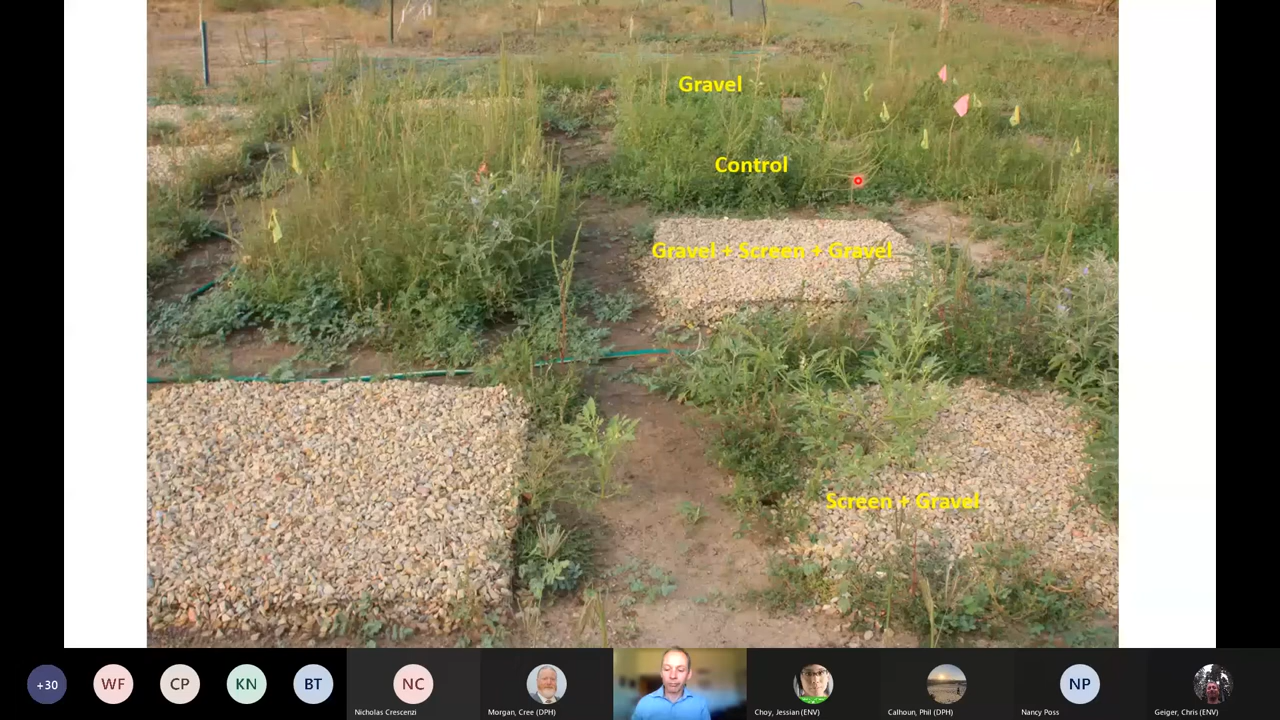 Gravel
Control
Gravel + Screen + Gravel
Screen + Gravel
+30
WF
CP
KN
BT
NC
NP
Nicholas Crescenzi
Morgan, Cree (DPH)
Choy, Jessian (ENV)
Calhoun, Phil (DPH)
Nancy Poss
Geiger, Chris (ENV)